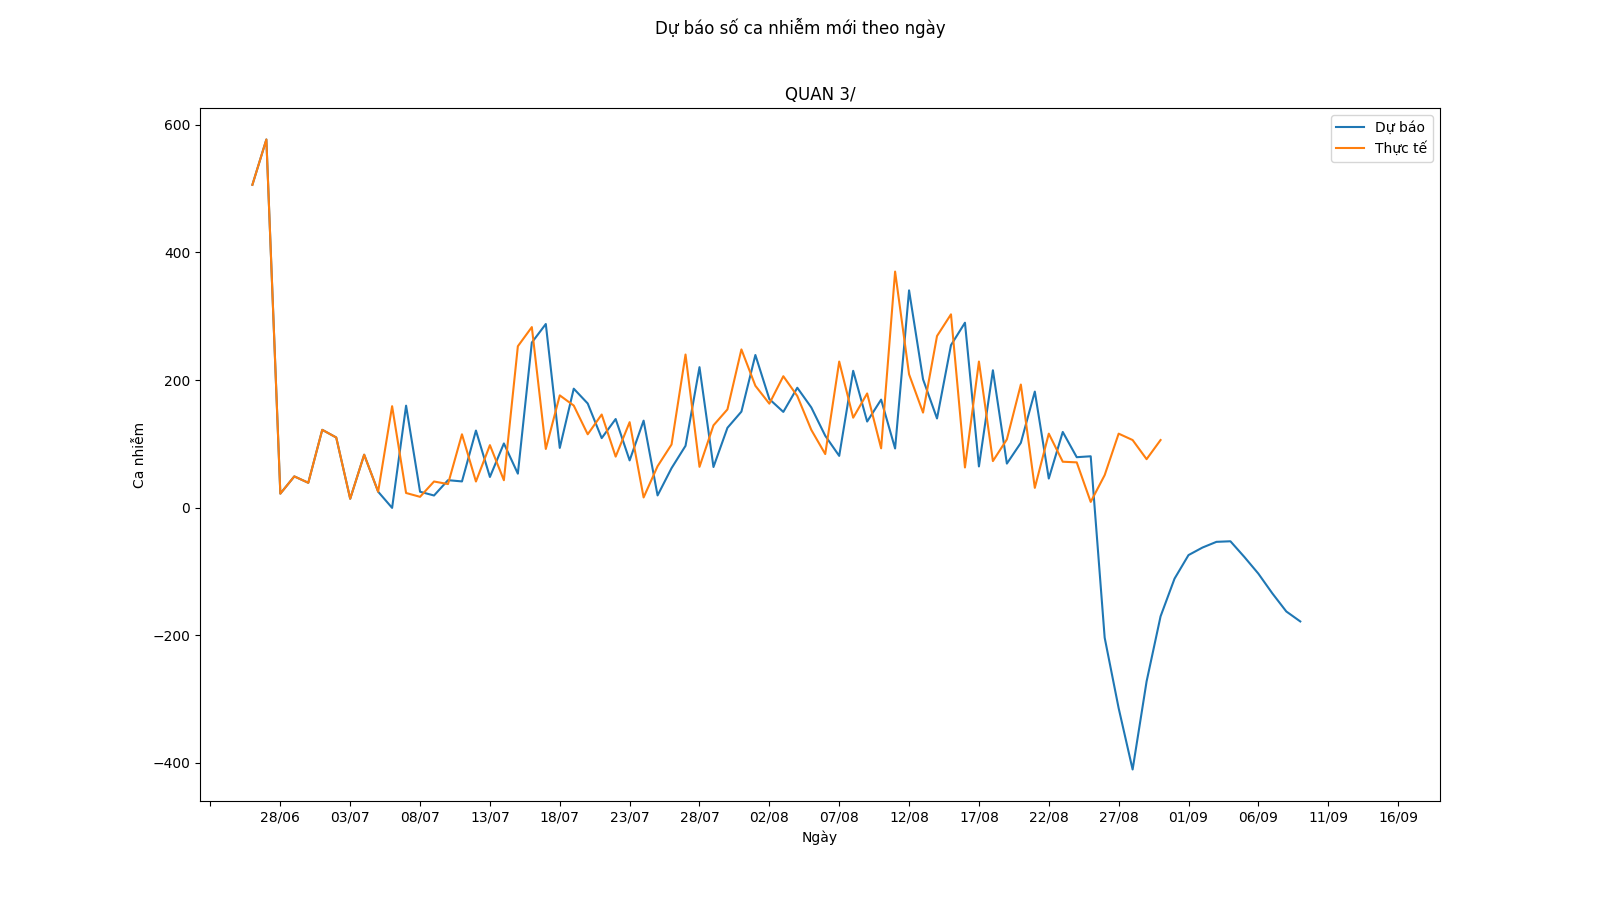 Dự báo số ca nhiễm mới theo ngày
QUAN 3/
Dự báo
Thực tế
600
400
200
0
−200
−400
Ca nhiễm
28/06 03/07 08/07 13/07 18/07 23/07 28/07 02/08 07/08 12/08 17/08 22/08 27/08 01/09 06/09 11/09 16/09
Ngày